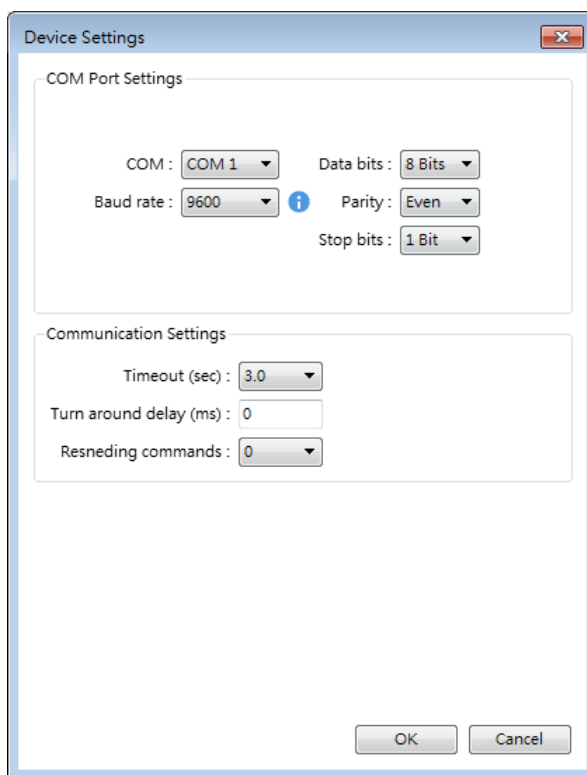 Device Settings
COM Port Settings
COM : COM 1 Data bits : 8 Bits
Baud rate : 9600 Parity : Even
Stop bits : 1 Bit
Communication Settings
Timeout (sec) : 3.0
Turn around delay (ms) : 0
Resneding commands : 0
OK Cancel